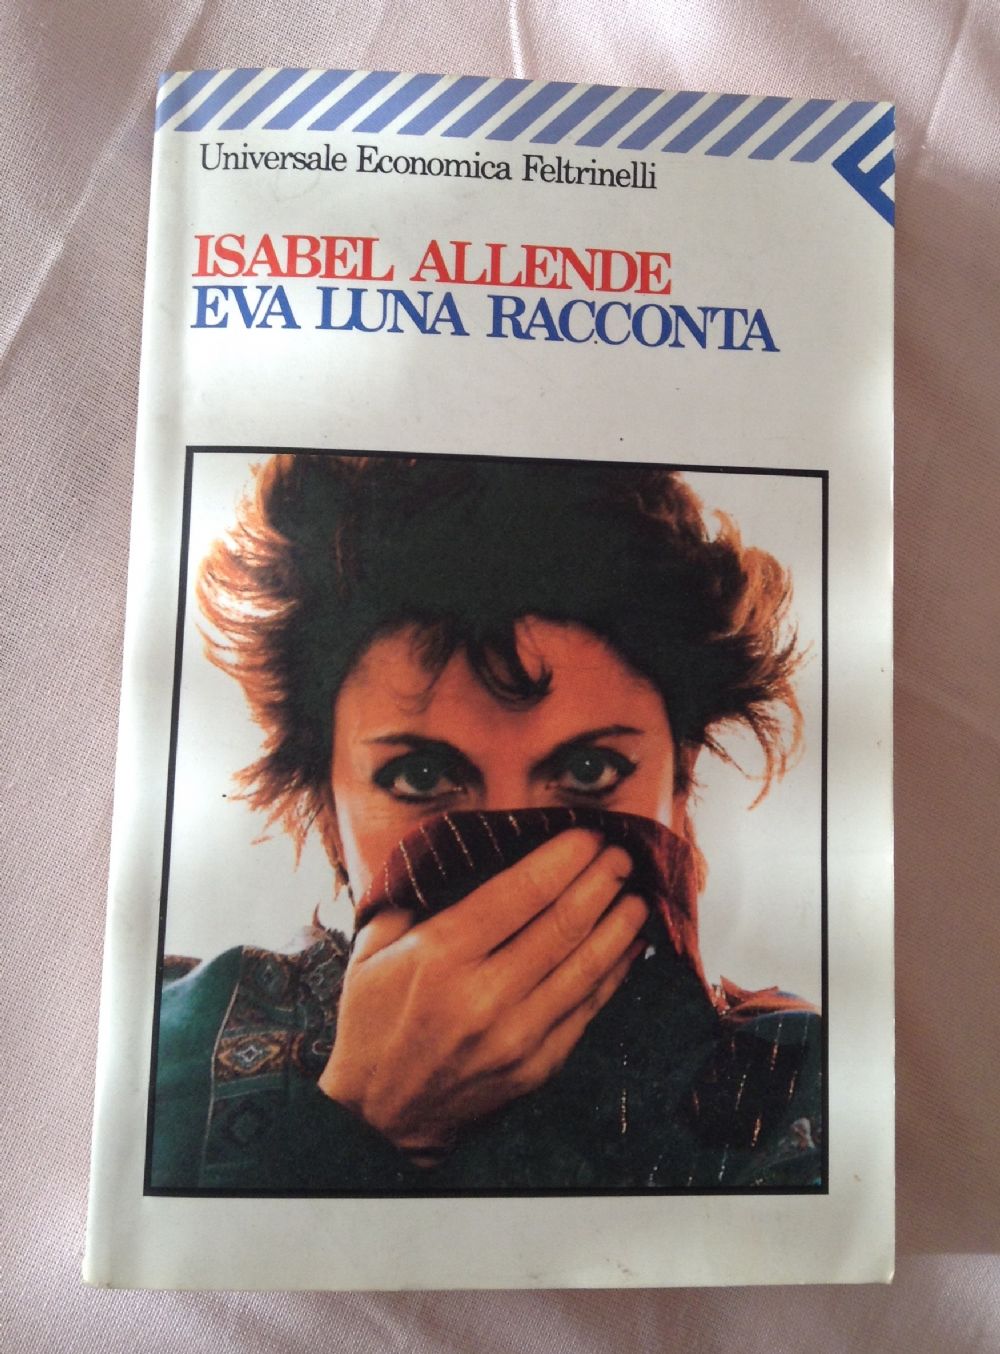 Universale Economica Feltrinelli
ISABEL ALLENDE
EVA LUNA RACCONTA